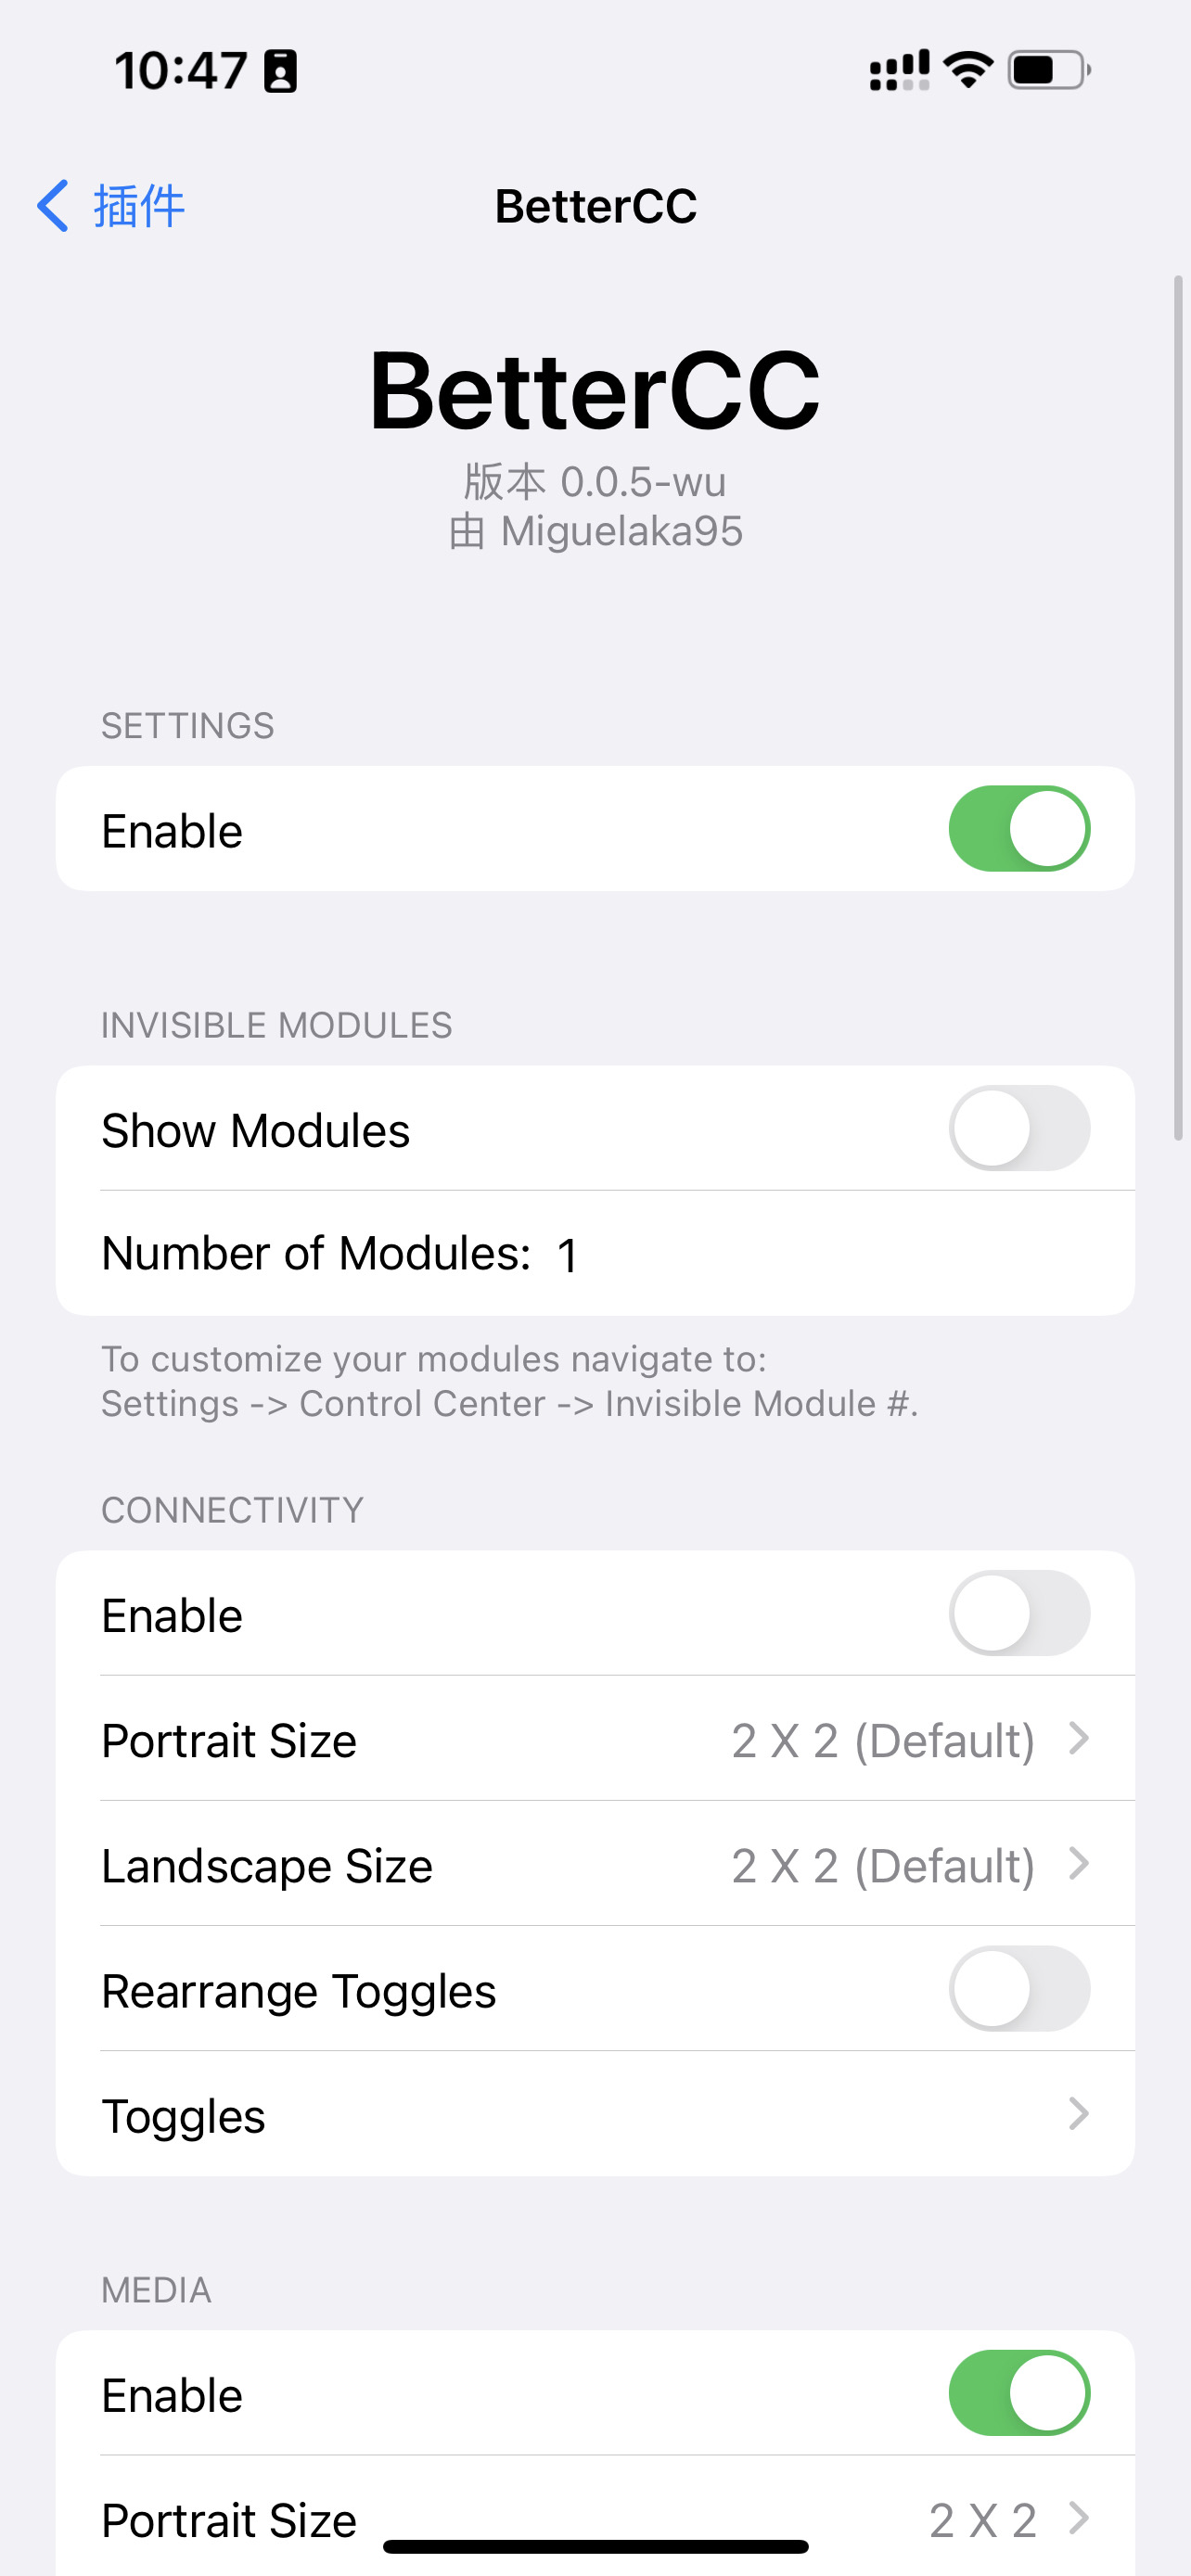 10:47
插件
BetterCC
BetterCC
版本 0.0.5-wu
由 Miguelaka95
SETTINGS
Enable
INVISIBLE MODULES
Show Modules
Number of Modules: 1
To customize your modules navigate to:
Settings -> Control Center -> Invisible Module #.
CONNECTIVITY
Enable
Portrait Size 2 X 2 (Default)
Landscape Size 2 X 2 (Default)
Rearrange Toggles
Toggles
MEDIA
Enable
Portrait Size 2 X 2